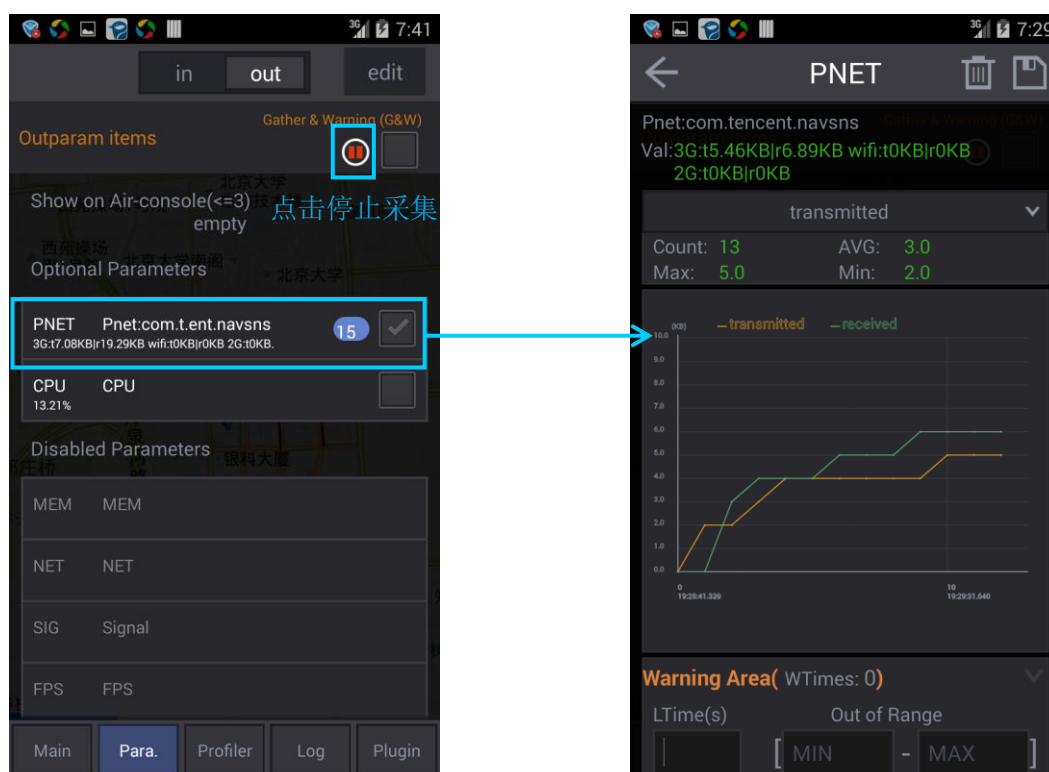 3G 7:41
in out edit
Gather & Warning (G&W)
Outparam items
北京大学
Show on Air-console(<=3)
empty
点击停止采集
Optional Parameters
北京大学
PNET Pnet:com.t.ent.navsns 15
3G:t7.08KB|r19.29KB wifi:t0KB|r0KB 2G:t0KB.
CPU CPU
13.21%
Disabled Parameters
银科大厦
MEM MEM
NET NET
SIG Signal
FPS FPS
Main Para. Profiler Log Plugin
3G 7:29
PNET
Pnet:com.tencent.navsns
Gather & Warning (G&W)
Val:3G:t5.46KB|r6.89KB wifi:t0KB|r0KB
2G:t0KB|r0KB
transmitted
Count: 13 AVG: 3.0
Max: 5.0 Min: 2.0
(KB) transmitted received
10.0
9.0
8.0
7.0
6.0
5.0
4.0
3.0
2.0
1.0
0.0
0 10
19:28:41.339 19:29:31.640
Warning Area( WTimes: 0)
LTime(s) Out of Range
[ MIN - MAX ]